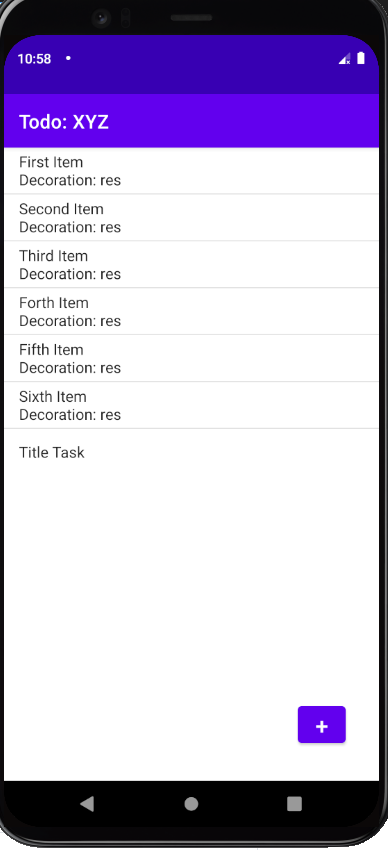 10:58
Todo: XYZ
First Item
Decoration: res
Second Item
Decoration: res
Third Item
Decoration: res
Forth Item
Decoration: res
Fifth Item
Decoration: res
Sixth Item
Decoration: res
Title Task
+